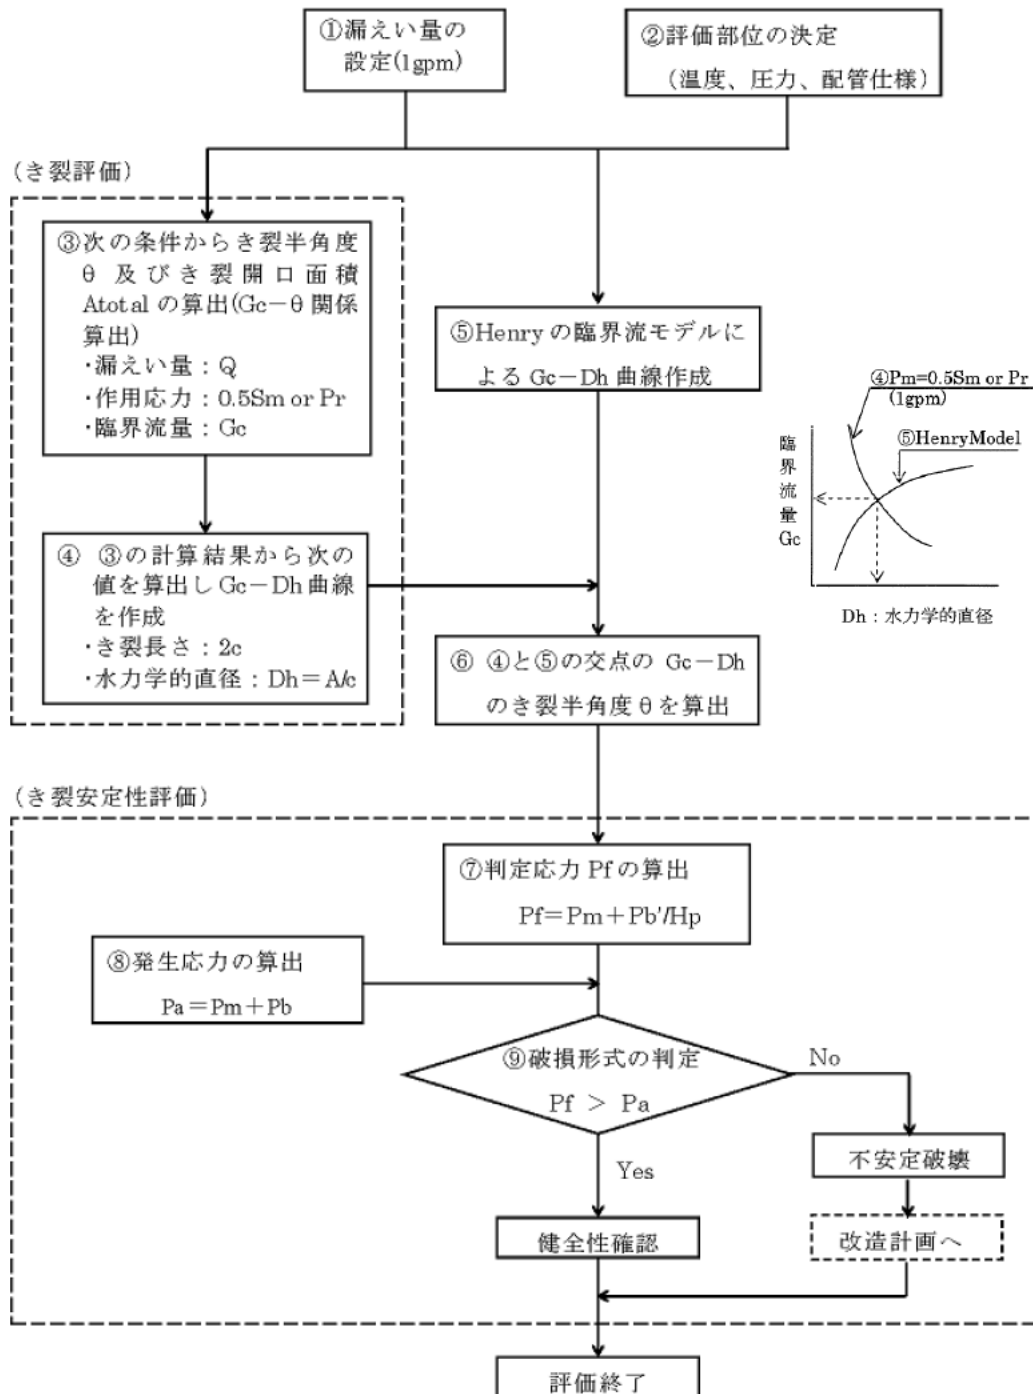 ①漏えい量の
設定(1gpm)
②評価部位の決定
(温度、圧力、配管仕様)
(き裂評価)
③次の条件からき裂半角度
θ 及びき裂開口面積
Atotal の算出(Gc−θ 関係
算出)
・漏えい量：Q
・作用応力：0.5Sm or Pr
・臨界流量：Gc
⑤Henry の臨界流モデルに
よる Gc−Dh 曲線作成
④Pm=0.5Sm or Pr
(1gpm)
⑤HenryModel
臨界流量 Gc
Dh：水力学的直径
④ ③の計算結果から次の
値を算出し Gc−Dh 曲線
を作成
・き裂長さ：2c
・水力学的直径：Dh＝A/c
⑥ ④と⑤の交点の Gc−Dh
のき裂半角度 θ を算出
(き裂安定性評価)
⑦判定応力 Pf の算出
Pf＝Pm＋Pb'/Hp
⑧発生応力の算出
Pa＝Pm＋Pb
⑨破損形式の判定
Pf ＞ Pa
No
Yes
不安定破壊
健全性確認
改造計画へ
評価終了